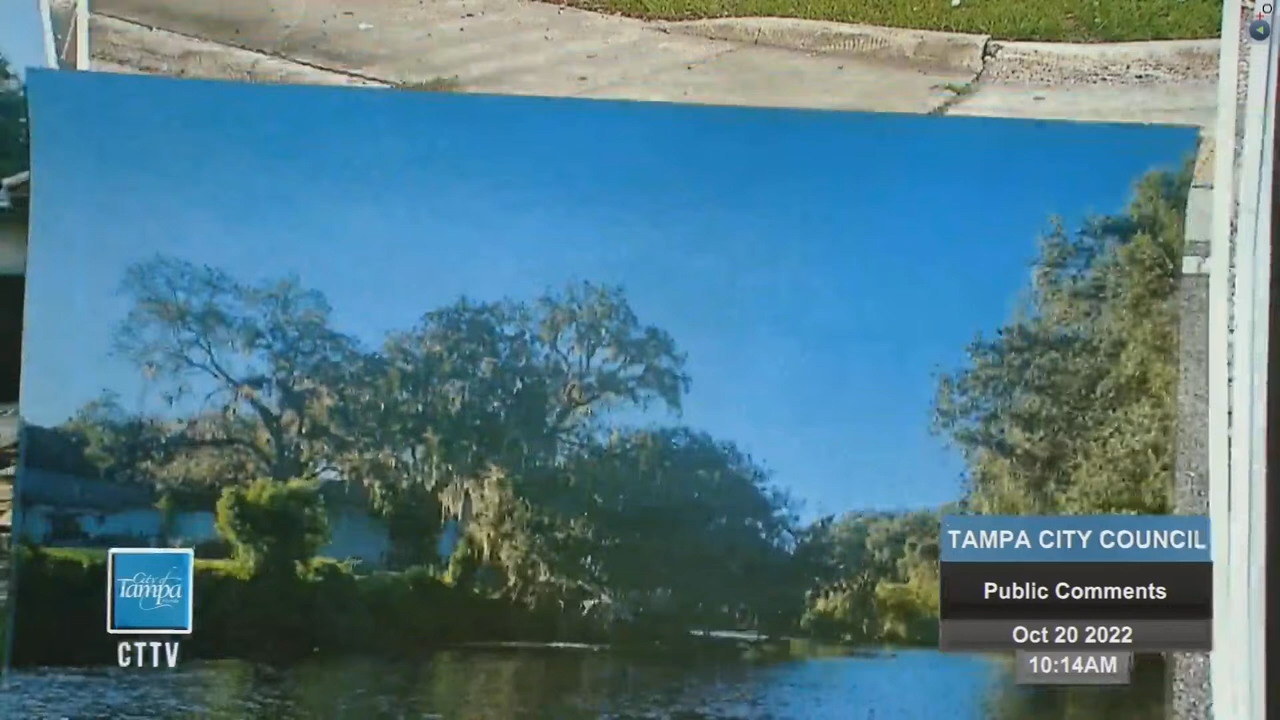 TAMPA CITY COUNCIL
Public Comments
Oct 20 2022
10:14AM
City of
Tampa
CTTV